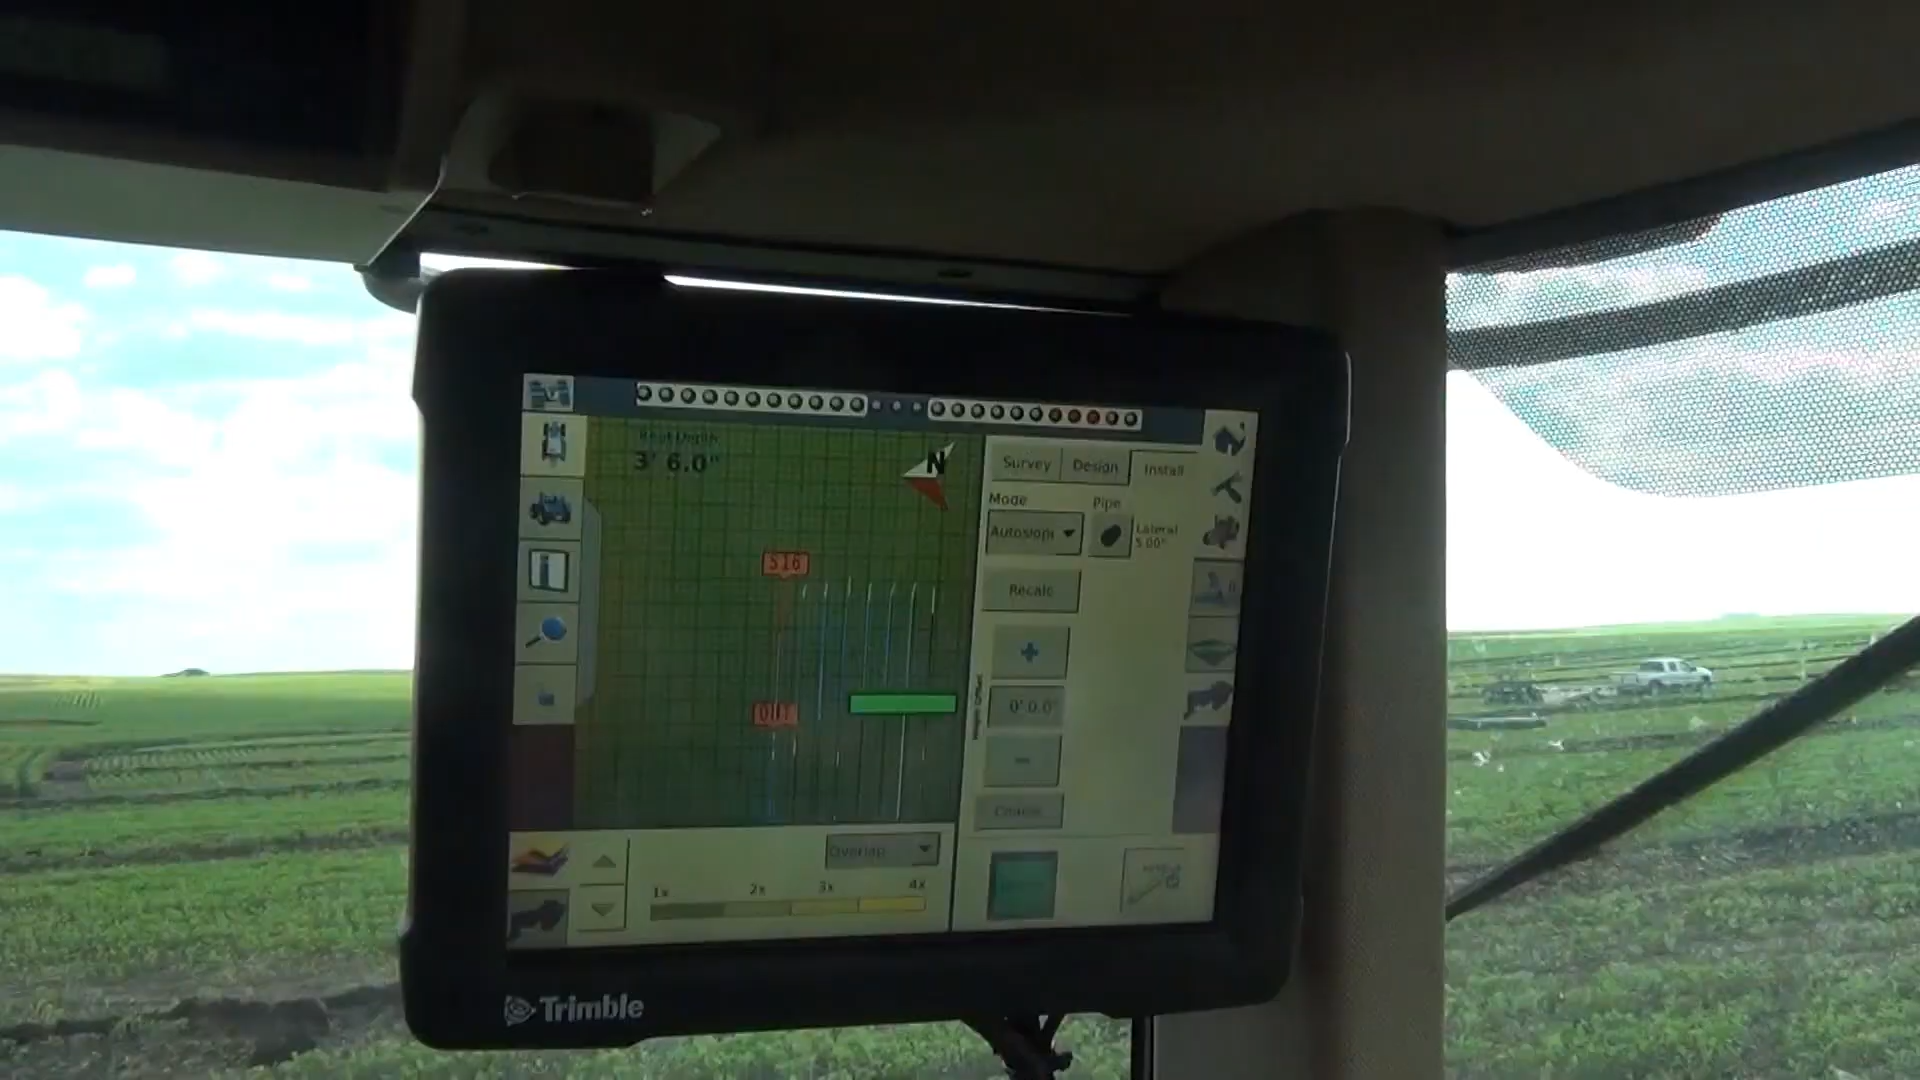 3' 6.0"
N
Survey Design Install
Mode Pipe
Autoslope
Lateral
5.00"
Recalc
S16
OUT
0' 0.0"
Overlap
1x 2x 3x 4x
Trimble